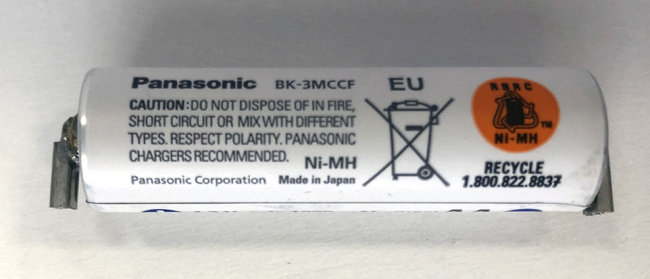 Panasonic BK-3MCCF EU
CAUTION: DO NOT DISPOSE OF IN FIRE,
SHORT CIRCUIT OR MIX WITH DIFFERENT
TYPES. RESPECT POLARITY. PANASONIC
CHARGERS RECOMMENDED. Ni-MH
Panasonic Corporation Made in Japan
RBRC
TM
Ni-MH
RECYCLE
1.800.822.8837